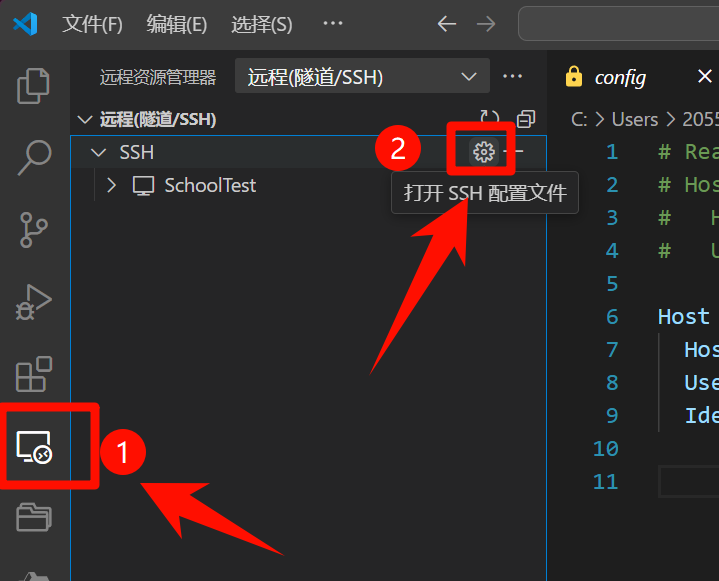 文件(F) 编辑(E) 选择(S) ···
远程资源管理器 远程(隧道/SSH) ···
config
远程(隧道/SSH)
C: > Users > 2055
SSH
2
打开 SSH 配置文件
SchoolTest
1 # Rea
2 # Hos
3 # H
4 # U
5
6 Host
7 Hos
8 Use
9 Ide
10
11
1